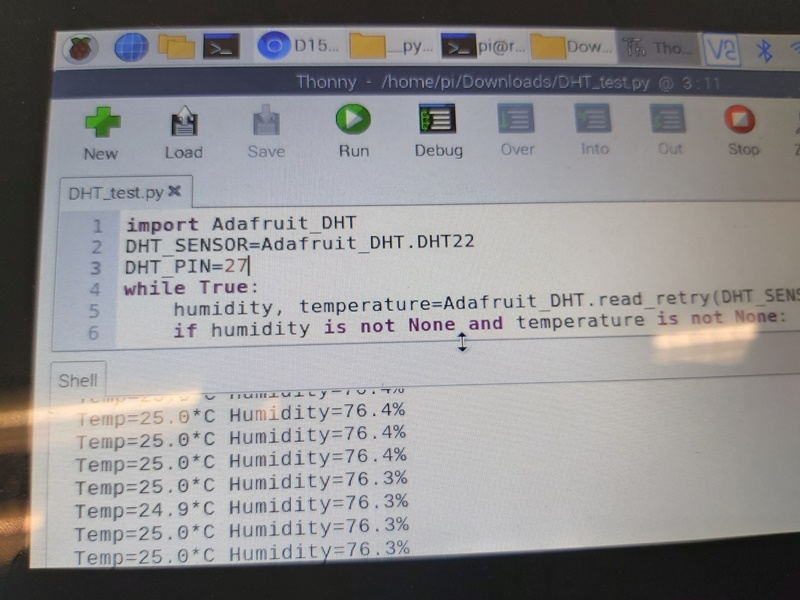 D15...
__py...
pi@r...
Dow...
Tho...
V2
Thonny - /home/pi/Downloads/DHT_test.py @ 3:11
New Load Save Run Debug Over Into Out Stop
DHT_test.py ×
1 import Adafruit_DHT
2 DHT_SENSOR=Adafruit_DHT.DHT22
3 DHT_PIN=27
4 while True:
5 humidity, temperature=Adafruit_DHT.read_retry(DHT_SENS
6 if humidity is not None and temperature is not None:
Shell
Temp=25.0*C Humidity=76.4%
Temp=25.0*C Humidity=76.4%
Temp=25.0*C Humidity=76.4%
Temp=25.0*C Humidity=76.3%
Temp=24.9*C Humidity=76.3%
Temp=25.0*C Humidity=76.3%
Temp=25.0*C Humidity=76.3%